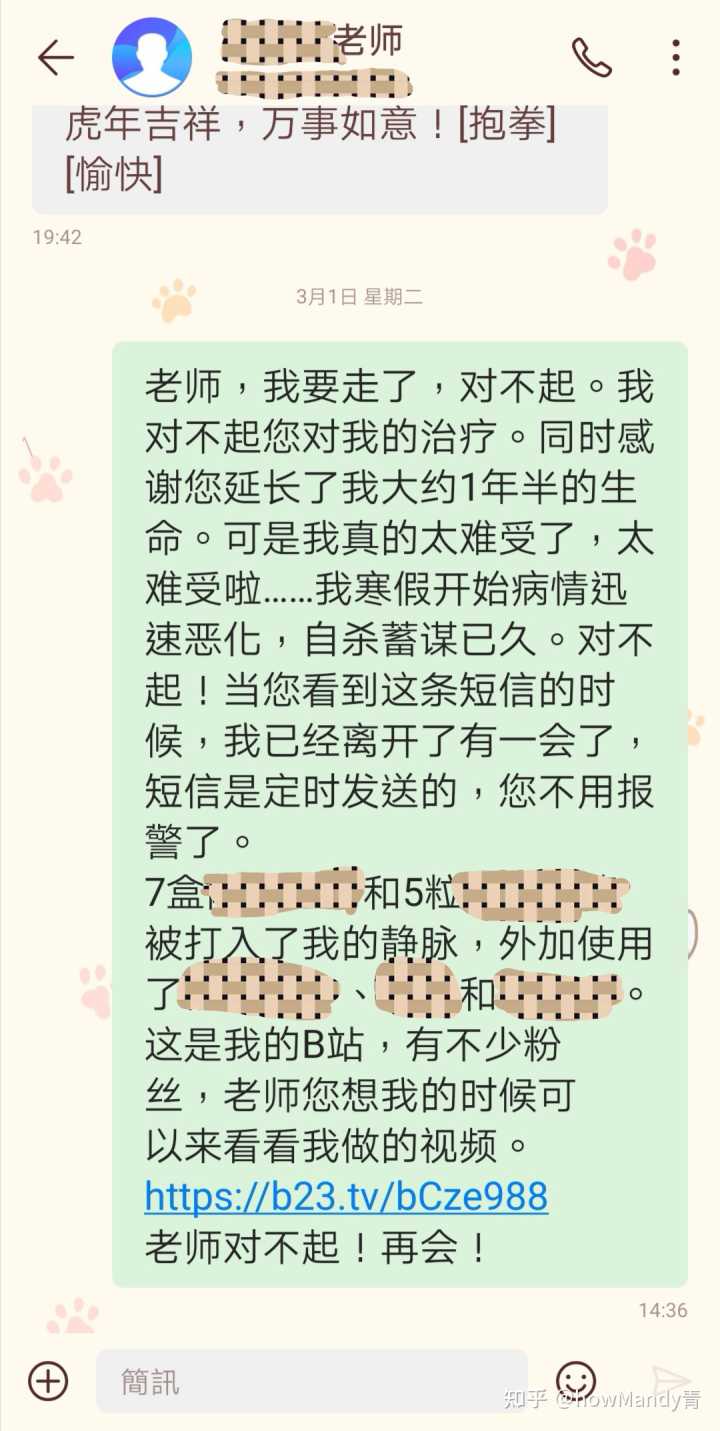 老师
虎年吉祥，万事如意！[抱拳]
[愉快]
19:42
3月1日 星期二
老师，我要走了，对不起。我
对不起您对我的治疗。同时感
谢您延长了我大约1年半的生
命。可是我真的太难受了，太
难受啦……我寒假开始病情迅
速恶化，自杀蓄谋已久。对不
起！当您看到这条短信的时
候，我已经离开了有一会了，
短信是定时发送的，您不用报
警了。
7盒 和5粒
被打入了我的静脉，外加使用
了 、 和 。
这是我的B站，有不少粉
丝，老师您想我的时候可
以来看看我做的视频。
https://b23.tv/bCze988
老师对不起！再会！
14:36
簡訊
知乎 @howMandy青